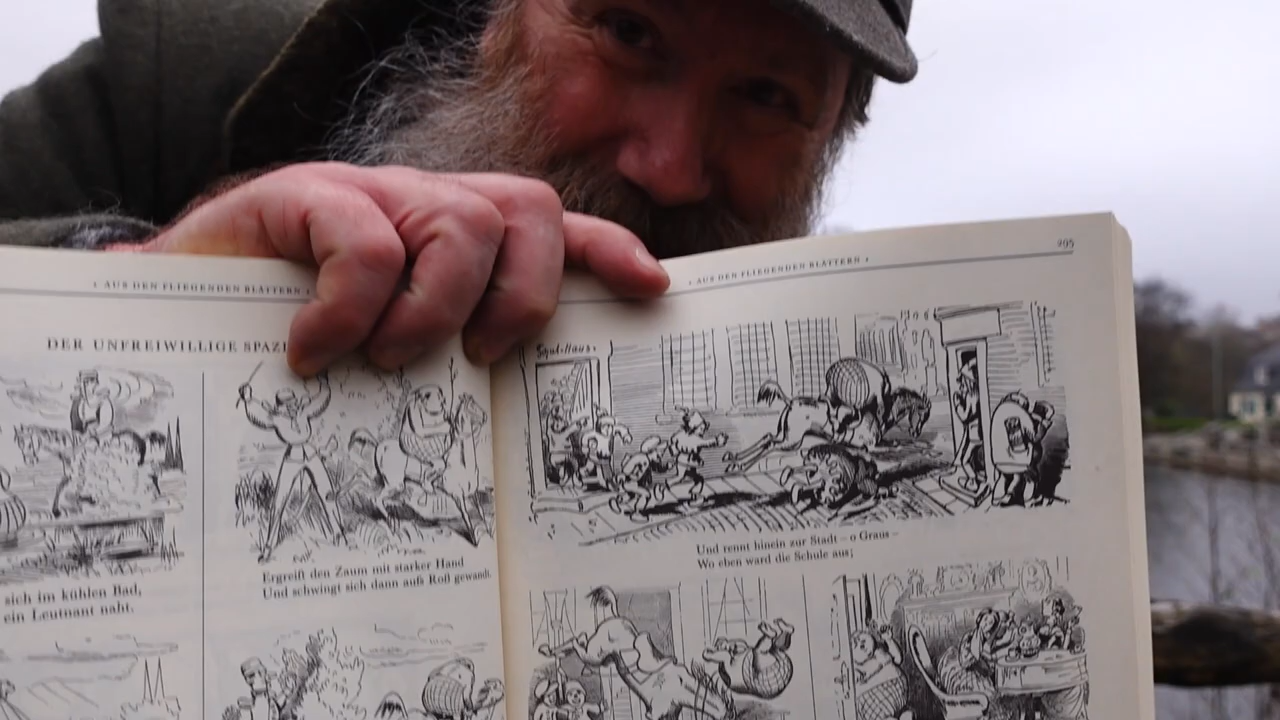 • AUS DEN FLIEGENDEN BLÄTTERN •
DER UNFREIWILLIGE
sich im kühlen Bad,
ein Leutnant naht.
Ergreift den Zaum mit starker Hand
Und schwingt sich dann aufs Roß gewandt.
• AUS DEN FLIEGENDEN BLÄTTERN •
295
Schul-Haus.
Und rennt hinein zur Stadt – o Graus –
Wo eben ward die Schule aus;